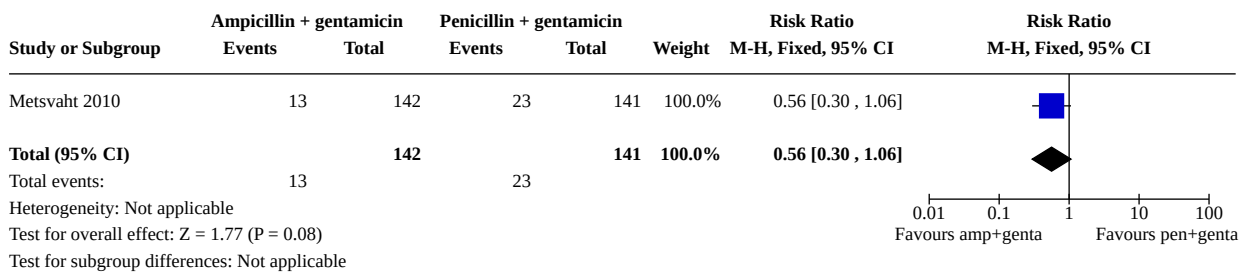 Ampicillin + gentamicin Penicillin + gentamicin Risk Ratio Risk Ratio
Study or Subgroup Events Total Events Total Weight M-H, Fixed, 95% CI M-H, Fixed, 95% CI
Metsvaht 2010 13 142 23 141 100.0% 0.56 [0.30 , 1.06]
Total (95% CI) 142 141 100.0% 0.56 [0.30 , 1.06]
Total events: 13 23
Heterogeneity: Not applicable
0.01 0.1 1 10 100
Test for overall effect: Z = 1.77 (P = 0.08) Favours amp+genta Favours pen+genta
Test for subgroup differences: Not applicable